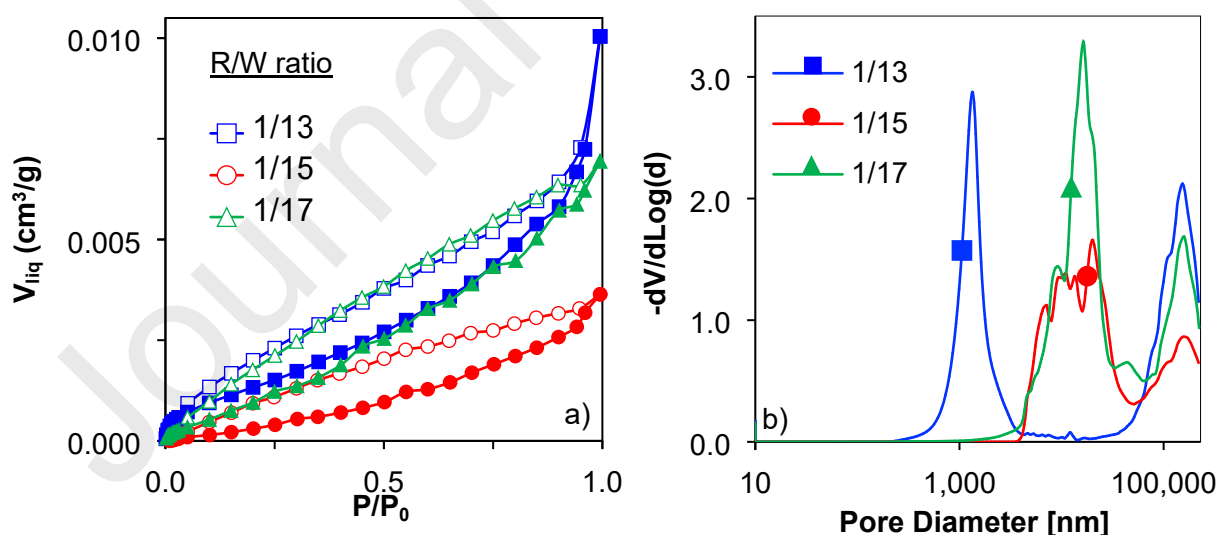 0.010
0.005
0.000
V_liq (cm³/g)
R/W ratio
1/13
1/15
1/17
a)
0.0
0.5
1.0
P/P₀
Journal
3.0
2.0
1.0
0.0
-dV/dLog(d)
1/13
1/15
1/17
b)
10
1,000
100,000
Pore Diameter [nm]